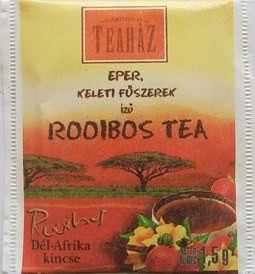 TEAHÁZ
EPER,
KELETI FŰSZEREK
ízű
ROOIBOS TEA
Rooibos
Dél-Afrika
kincse
1,5 g